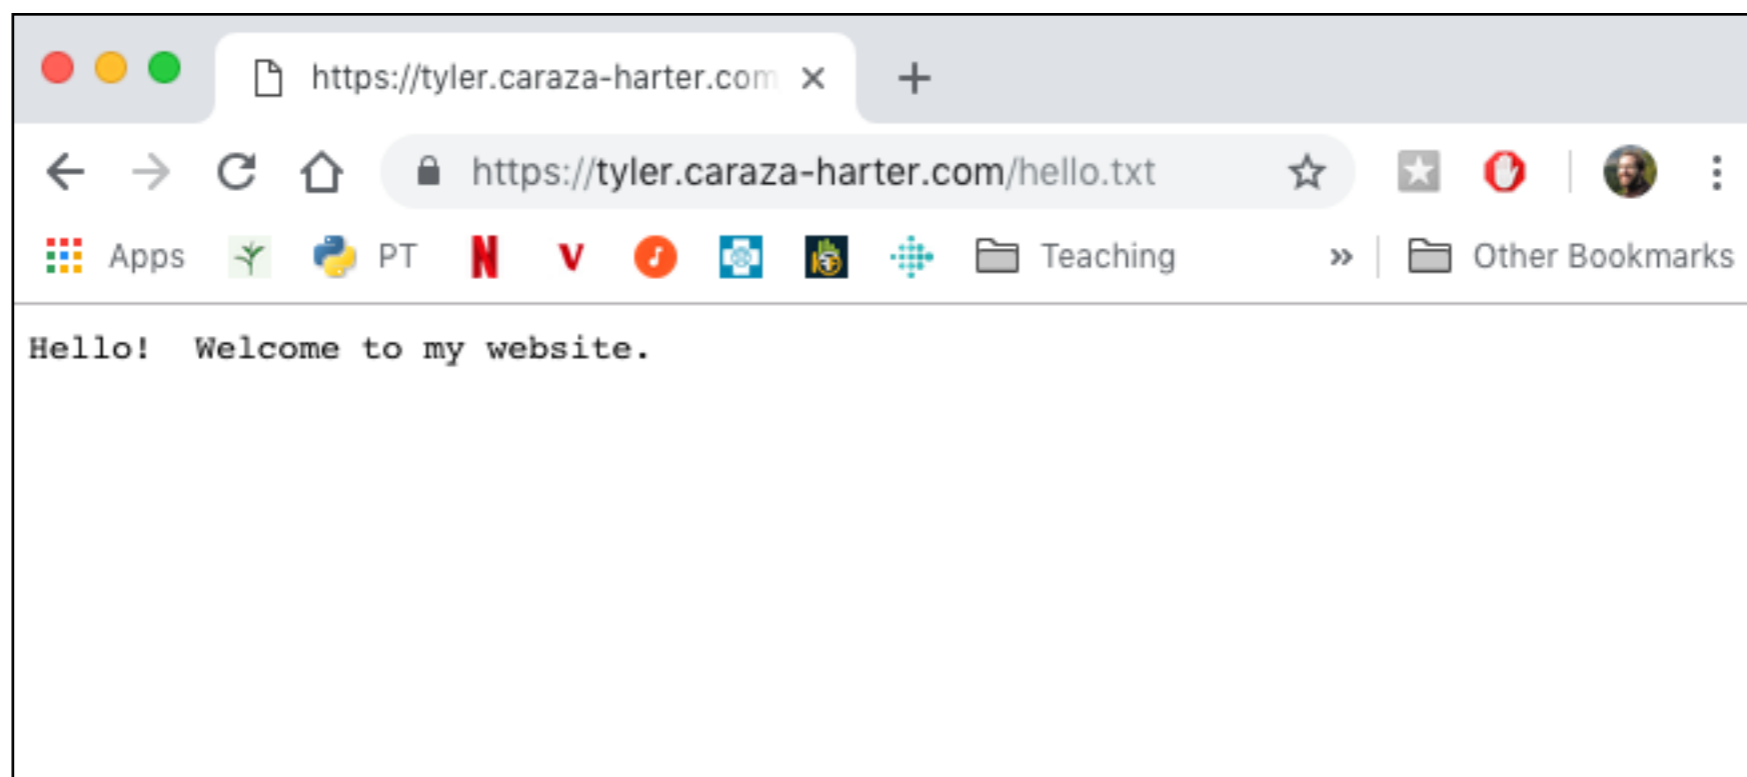 https://tyler.caraza-harter.com
https://tyler.caraza-harter.com/hello.txt
Apps PT N V Teaching » Other Bookmarks
Hello!  Welcome to my website.